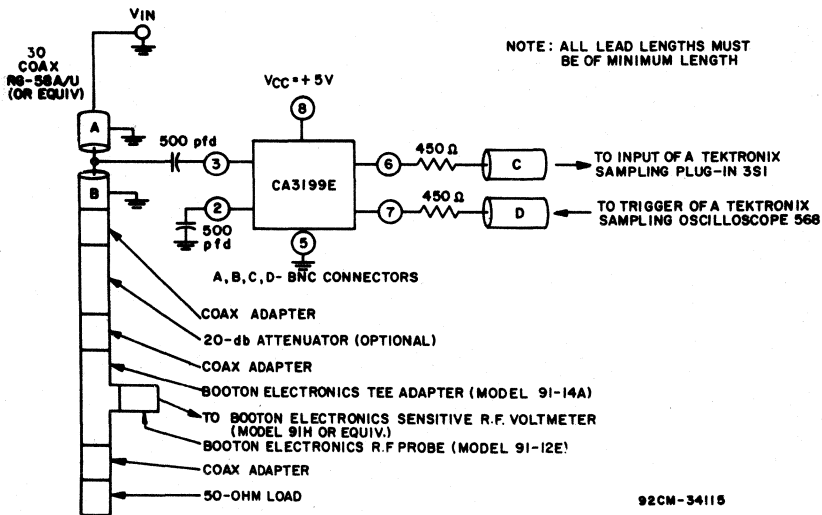 VIN
30
COAX
RG-58A/U
(OR EQUIV)
NOTE: ALL LEAD LENGTHS MUST
BE OF MINIMUM LENGTH
VCC=+5V
8
A
500 pfd
3
CA3199E
6
450 Ω
C
TO INPUT OF A TEKTRONIX
SAMPLING PLUG-IN 3S1
B
2
500
pfd
7
450 Ω
D
TO TRIGGER OF A TEKTRONIX
SAMPLING OSCILLOSCOPE 568
5
A,B,C,D- BNC CONNECTORS
COAX ADAPTER
20-db ATTENUATOR (OPTIONAL)
COAX ADAPTER
BOOTON ELECTRONICS TEE ADAPTER (MODEL 91-14A)
TO BOOTON ELECTRONICS SENSITIVE R.F. VOLTMETER
(MODEL 91H OR EQUIV.)
BOOTON ELECTRONICS R.F PROBE (MODEL 91-12E)
COAX ADAPTER
50-OHM LOAD
92CM-34115